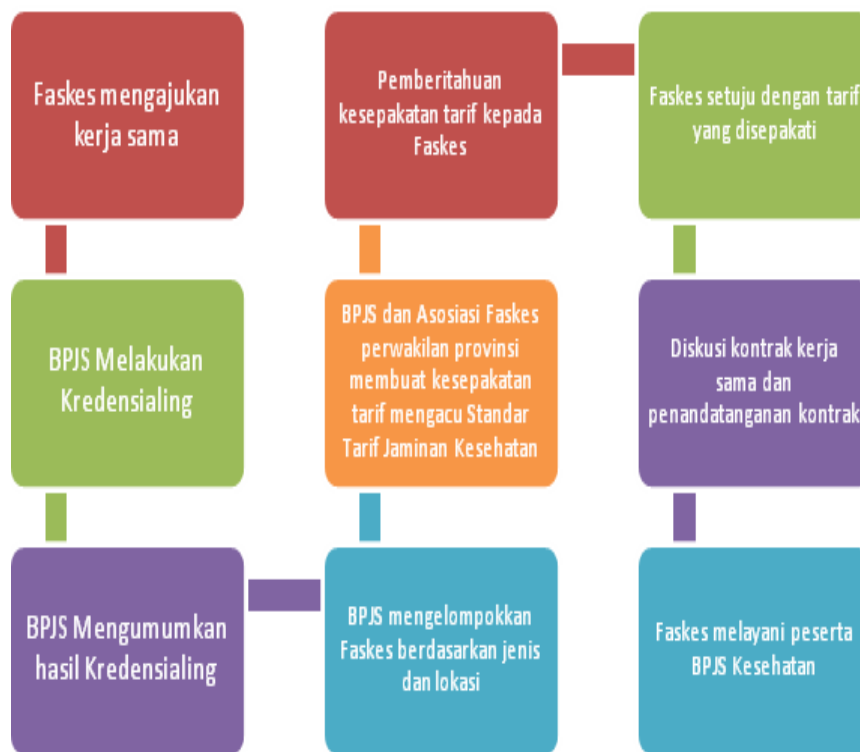 Faskes mengajukan
kerja sama
BPJS Melakukan
Kredensialing
BPJS Mengumumkan
hasil Kredensialing
BPJS mengelompokkan
Faskes berdasarkan jenis
dan lokasi
BPJS dan Asosiasi Faskes
perwakilan provinsi
membuat kesepakatan
tarif mengacu Standar
Tarif Jaminan Kesehatan
Pemberitahuan
kesepakatan tarif kepada
Faskes
Faskes setuju dengan tarif
yang disepakati
Diskusi kontrak kerja
sama dan
penandatanganan kontrak
Faskes melayani peserta
BPJS Kesehatan